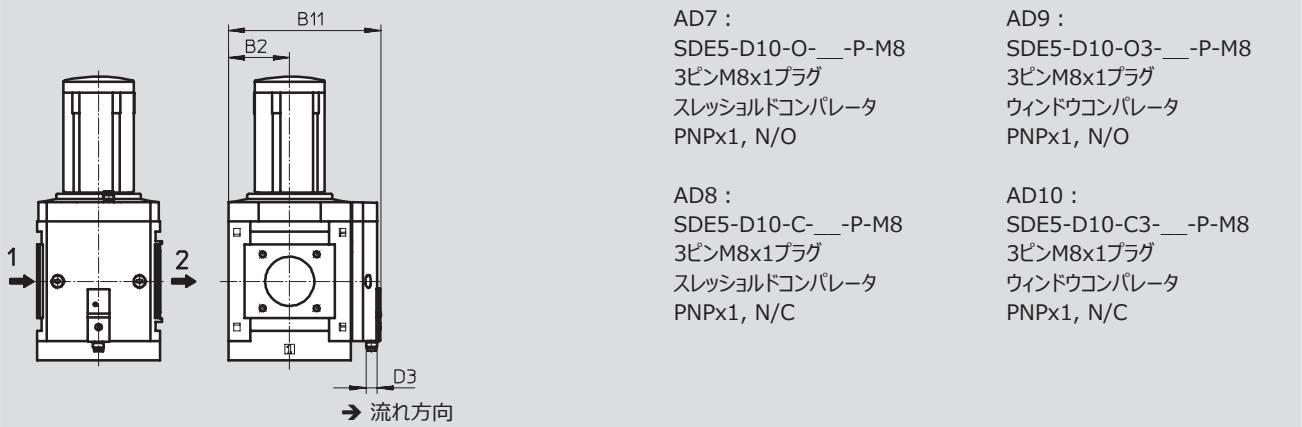 B11
B2
1
2
1
D3
➔ 流れ方向
AD7：
SDE5-D10-O-__-P-M8
3ピンM8x1プラグ
スレッショルドコンパレータ
PNPx1, N/O
AD8：
SDE5-D10-C-__-P-M8
3ピンM8x1プラグ
スレッショルドコンパレータ
PNPx1, N/C
AD9：
SDE5-D10-O3-__-P-M8
3ピンM8x1プラグ
ウィンドウコンパレータ
PNPx1, N/O
AD10：
SDE5-D10-C3-__-P-M8
3ピンM8x1プラグ
ウィンドウコンパレータ
PNPx1, N/C